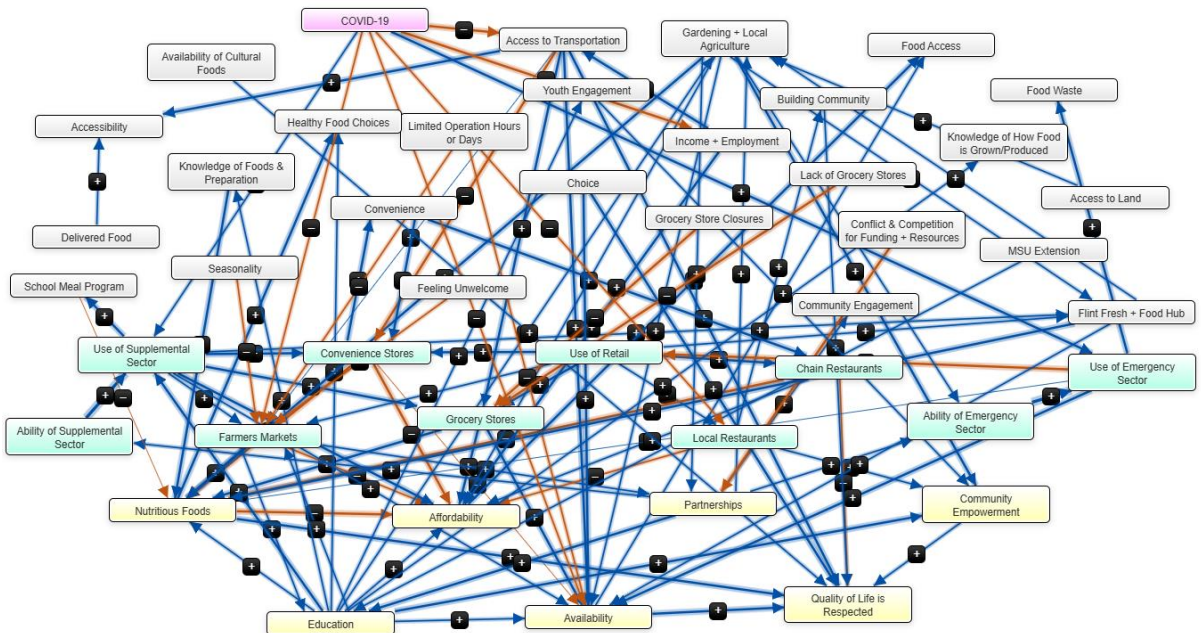 COVID-19
Access to Transportation
Gardening + Local
Agriculture
Food Access
Availability of Cultural
Foods
Youth Engagement
Building Community
Food Waste
Accessibility
Healthy Food Choices
Limited Operation Hours
or Days
Income + Employment
Knowledge of How Food
is Grown/Produced
Knowledge of Foods &
Preparation
Choice
Lack of Grocery Stores
Access to Land
Convenience
Grocery Store Closures
Conflict & Competition
for Funding + Resources
Delivered Food
MSU Extension
Seasonality
School Meal Program
Feeling Unwelcome
Community Engagement
Flint Fresh + Food Hub
Use of Supplemental
Sector
Convenience Stores
Use of Retail
Chain Restaurants
Use of Emergency
Sector
Ability of Supplemental
Sector
Farmers Markets
Grocery Stores
Local Restaurants
Ability of Emergency
Sector
Nutritious Foods
Affordability
Partnerships
Community
Empowerment
Education
Availability
Quality of Life is
Respected